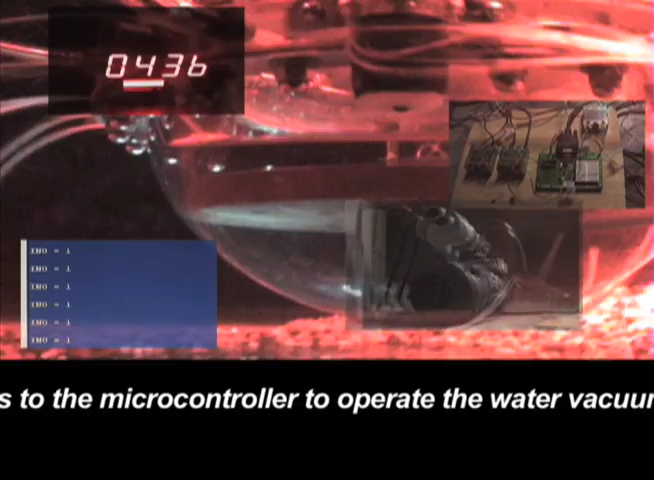 0436
INO = 1
INO = 1
INO = 1
INO = 1
INO = 1
INO = 1
s to the microcontroller to operate the water vacuu